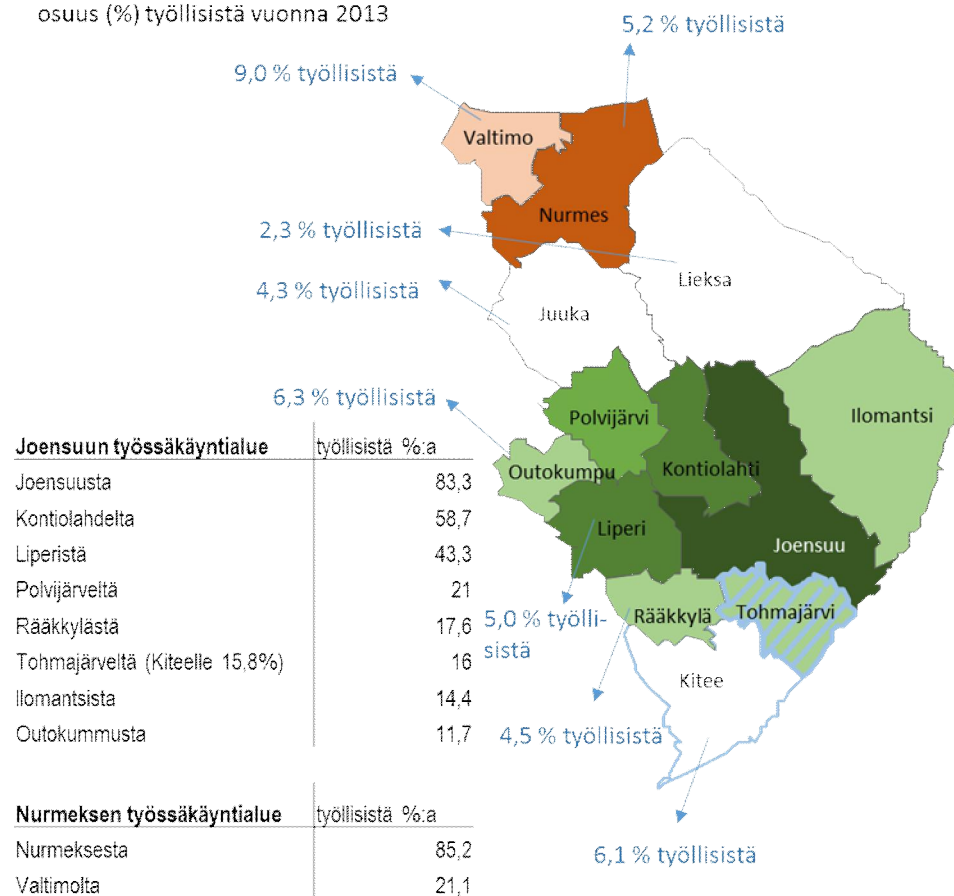 osuus (%) työllisistä vuonna 2013
5,2 % työllisistä
9,0 % työllisistä
Valtimo
Nurmes
2,3 % työllisistä
Lieksa
4,3 % työllisistä
Juuka
6,3 % työllisistä
Polvijärvi
Ilomantsi
Outokumpu
Kontiolahti
Liperi
Joensuu
5,0 % työlli-
sistä
Rääkkylä
Tohmajärvi
Kitee
4,5 % työllisistä
6,1 % työllisistä
Joensuun työssäkäyntialue työllisistä %:a
Joensuusta 83,3
Kontiolahdelta 58,7
Liperistä 43,3
Polvijärveltä 21
Rääkkylästä 17,6
Tohmajärveltä (Kiteelle 15,8%) 16
Ilomantsista 14,4
Outokummusta 11,7
Nurmeksen työssäkäyntialue työllisistä %:a
Nurmeksesta 85,2
Valtimolta 21,1